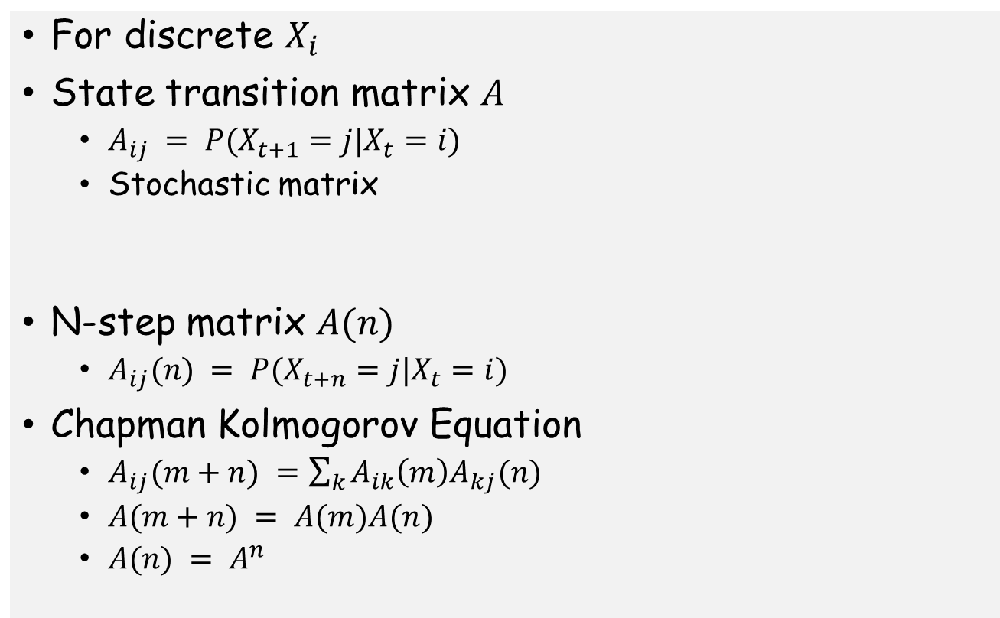 • For discrete $X_i$
• State transition matrix $A$
• $A_{ij} = P(X_{t+1} = j|X_t = i)$
• Stochastic matrix
• N-step matrix $A(n)$
• $A_{ij}(n) = P(X_{t+n} = j|X_t = i)$
• Chapman Kolmogorov Equation
• $A_{ij}(m + n) = \sum_k A_{ik}(m)A_{kj}(n)$
• $A(m + n) = A(m)A(n)$
• $A(n) = A^n$